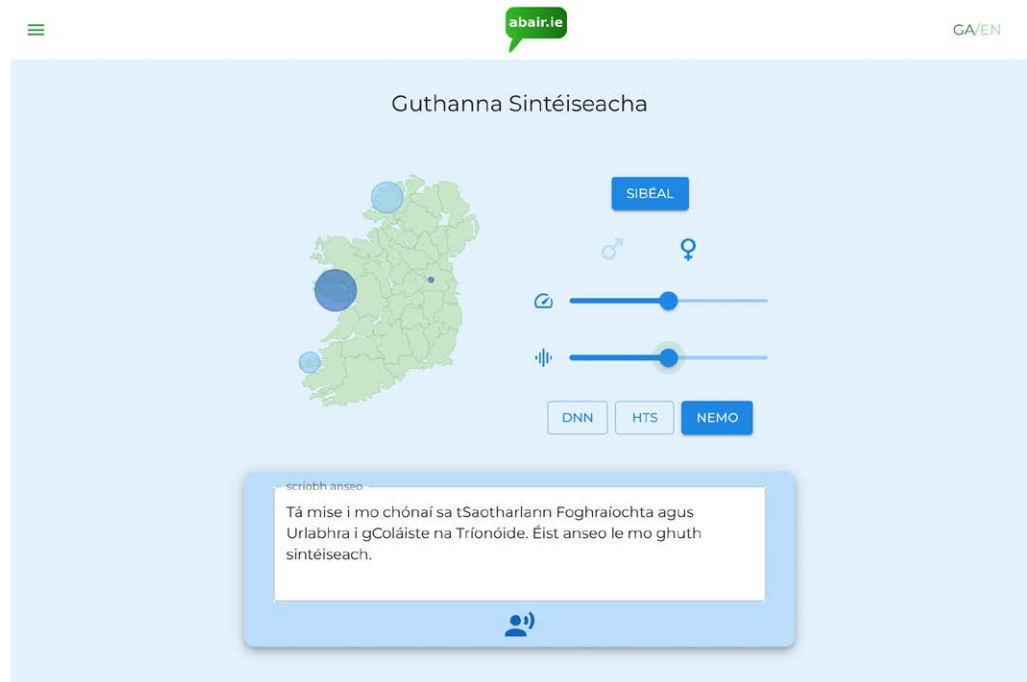 abair.ie
GA/EN
Guthanna Sintéiseacha
SIBÉAL
DNN HTS NEMO
scríobh anseo
Tá mise i mo chónaí sa tSaotharlann Foghraíochta agus
Urlabhra i gColáiste na Tríonóide. Éist anseo le mo ghuth
sintéiseach.